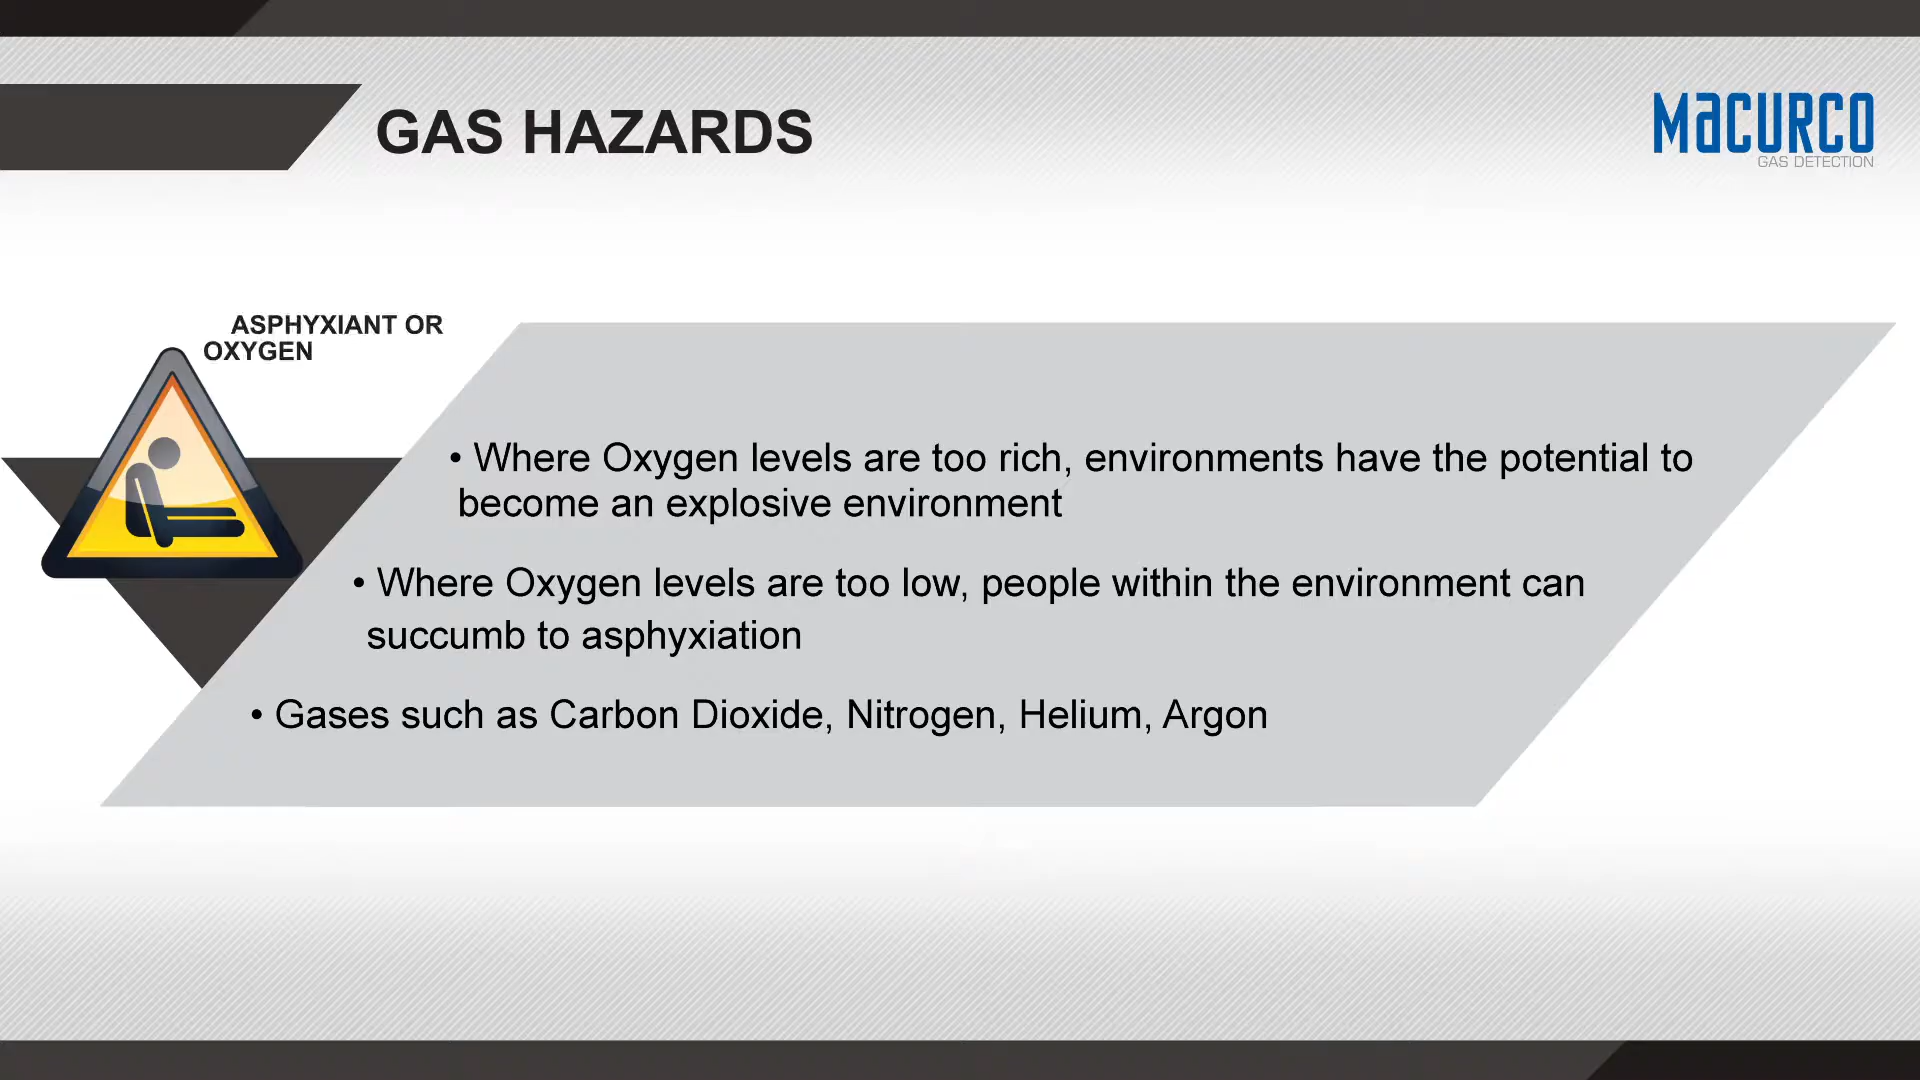 GAS HAZARDS
MACURCO
GAS DETECTION
ASPHYXIANT OR
OXYGEN
• Where Oxygen levels are too rich, environments have the potential to
become an explosive environment
• Where Oxygen levels are too low, people within the environment can
succumb to asphyxiation
• Gases such as Carbon Dioxide, Nitrogen, Helium, Argon